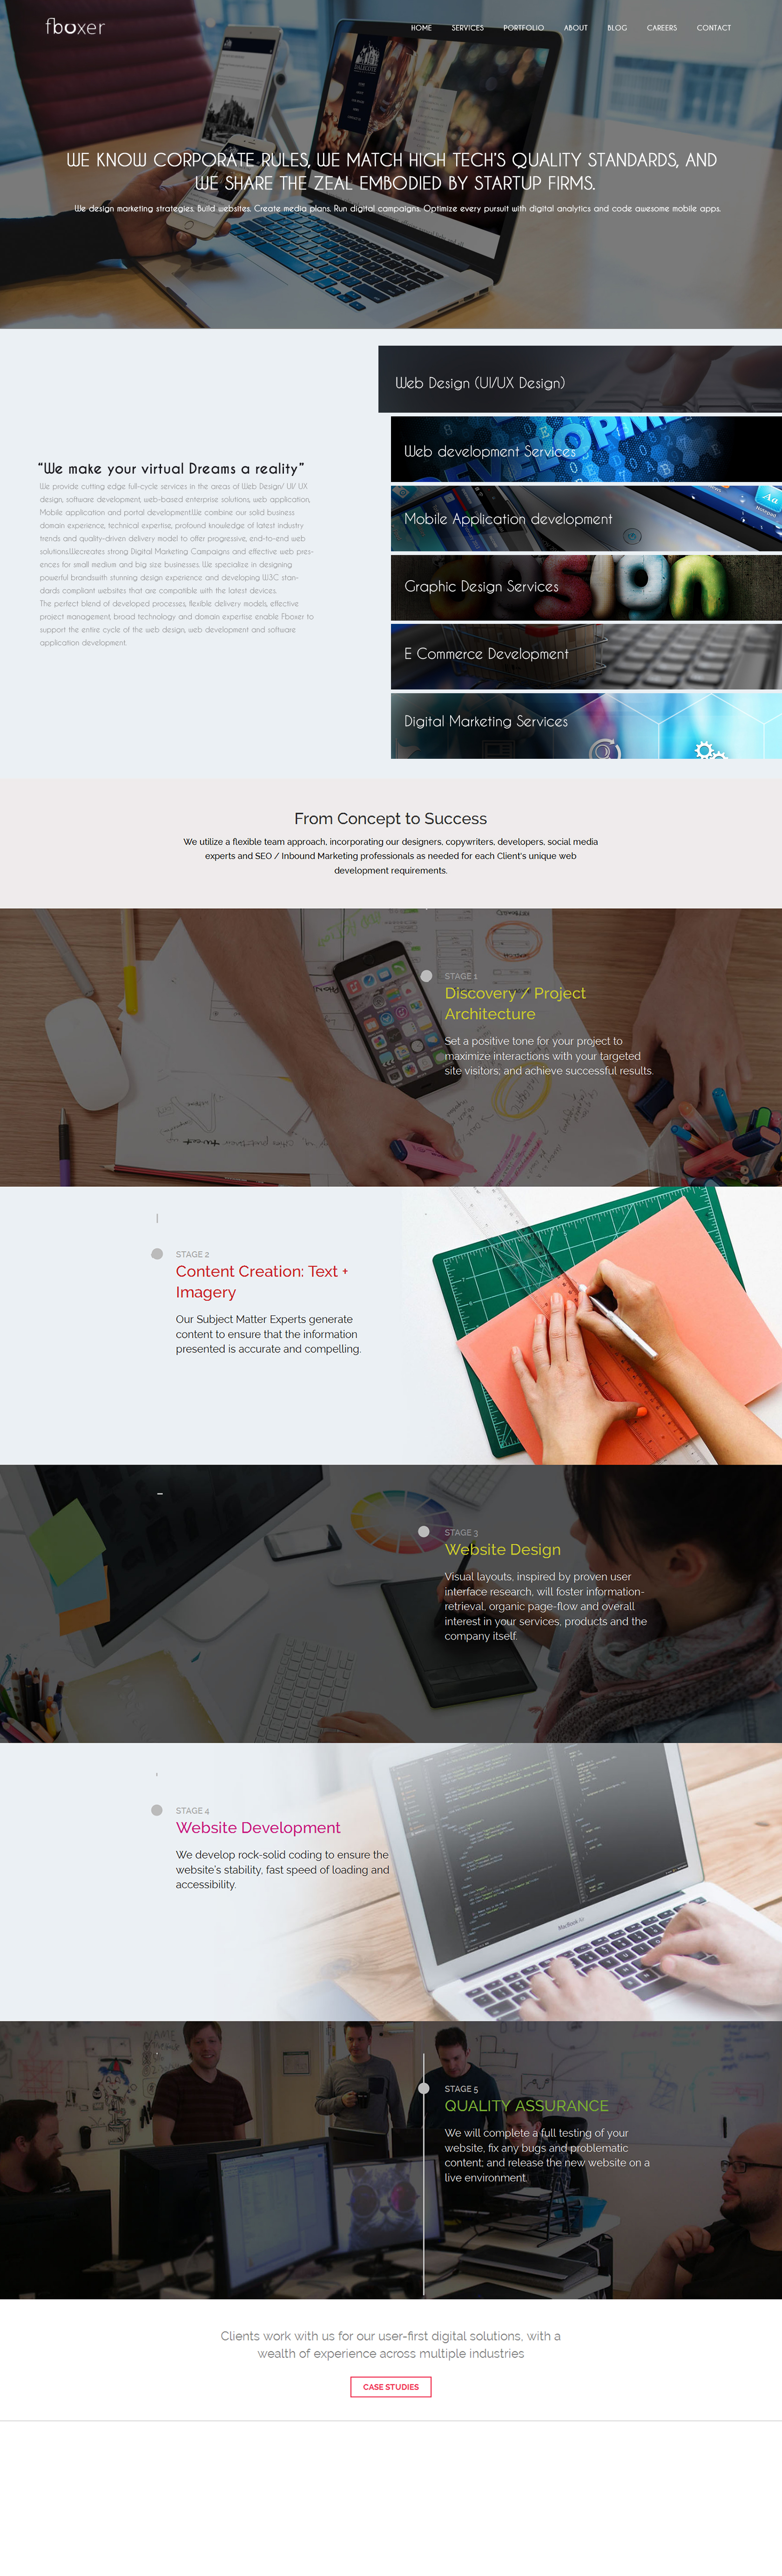 fboxer
HOME SERVICES PORTFOLIO ABOUT BLOG CAREERS CONTACT
WE KNOW CORPORATE RULES, WE MATCH HIGH TECH'S QUALITY STANDARDS, AND
WE SHARE THE ZEAL EMBODIED BY STARTUP FIRMS.
We design marketing strategies. Build websites. Create media plans. Run digital campaigns. Optimize every pursuit with digital analytics and code awesome mobile apps.
“We make your virtual Dreams a reality”
We provide cutting edge full-cycle services in the areas of Web Design/ UI/ UX
design, software development, web-based enterprise solutions, web application,
Mobile application and portal development.We combine our solid business
domain experience, technical expertise, profound knowledge of latest industry
trends and quality-driven delivery model to offer progressive, end-to-end web
solutions.Wecreates strong Digital Marketing Campaigns and effective web pres-
ences for small medium and big size businesses. We specialize in designing
powerful brandswith stunning design experience and developing W3C stan-
dards compliant websites that are compatible with the latest devices.
The perfect blend of developed processes, flexible delivery models, effective
project management, broad technology and domain expertise enable Fboxer to
support the entire cycle of the web design, web development and software
application development.
Web Design (UI/UX Design)
Web development Services
Mobile Application development
Graphic Design Services
E Commerce Development
Digital Marketing Services
From Concept to Success
We utilize a flexible team approach, incorporating our designers, copywriters, developers, social media
experts and SEO / Inbound Marketing professionals as needed for each Client's unique web
development requirements.
STAGE 1
Discovery / Project
Architecture
Set a positive tone for your project to
maximize interactions with your targeted
site visitors; and achieve successful results.
STAGE 2
Content Creation: Text +
Imagery
Our Subject Matter Experts generate
content to ensure that the information
presented is accurate and compelling.
STAGE 3
Website Design
Visual layouts, inspired by proven user
interface research, will foster information-
retrieval, organic page-flow and overall
interest in your services, products and the
company itself.
STAGE 4
Website Development
We develop rock-solid coding to ensure the
website's stability, fast speed of loading and
accessibility.
MacBook Air
STAGE 5
QUALITY ASSURANCE
We will complete a full testing of your
website, fix any bugs and problematic
content; and release the new website on a
live environment.
Clients work with us for our user-first digital solutions, with a
wealth of experience across multiple industries
CASE STUDIES